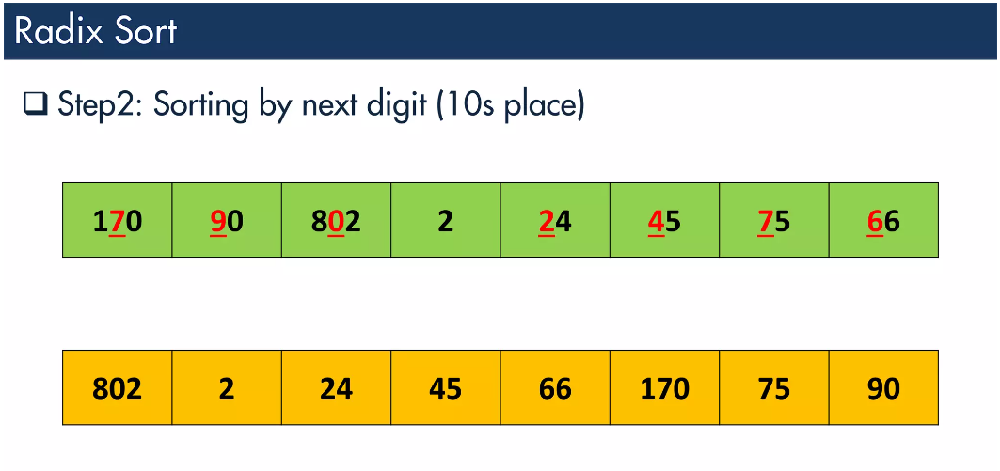 Radix Sort
Step2: Sorting by next digit (10s place)
170 90 802 2 24 45 75 66
802 2 24 45 66 170 75 90